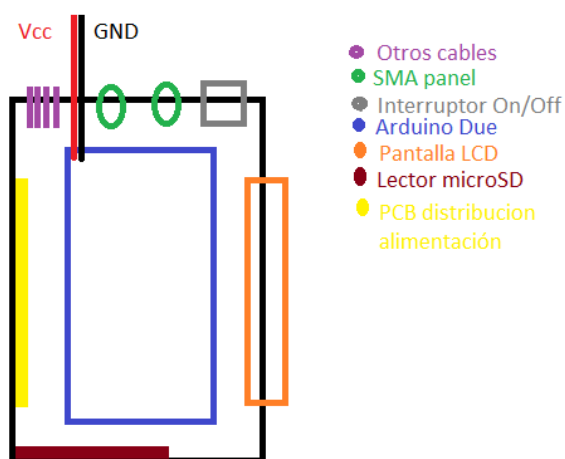 Vcc GND
Otros cables
SMA panel
Interruptor On/Off
Arduino Due
Pantalla LCD
Lector microSD
PCB distribucion
alimentación